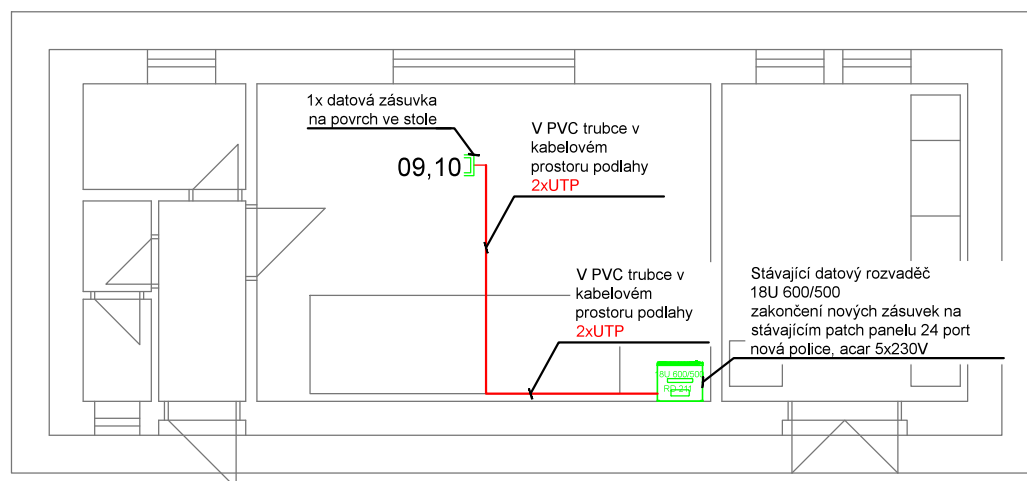 1x datová zásuvka
na povrch ve stole
09,10
V PVC trubce v
kabelovém
prostoru podlahy
2xUTP
V PVC trubce v
kabelovém
prostoru podlahy
2xUTP
Stávající datový rozvaděč
18U 600/500
zakončení nových zásuvek na
stávajícím patch panelu 24 port
nová police, acar 5x230V
18U 600/500